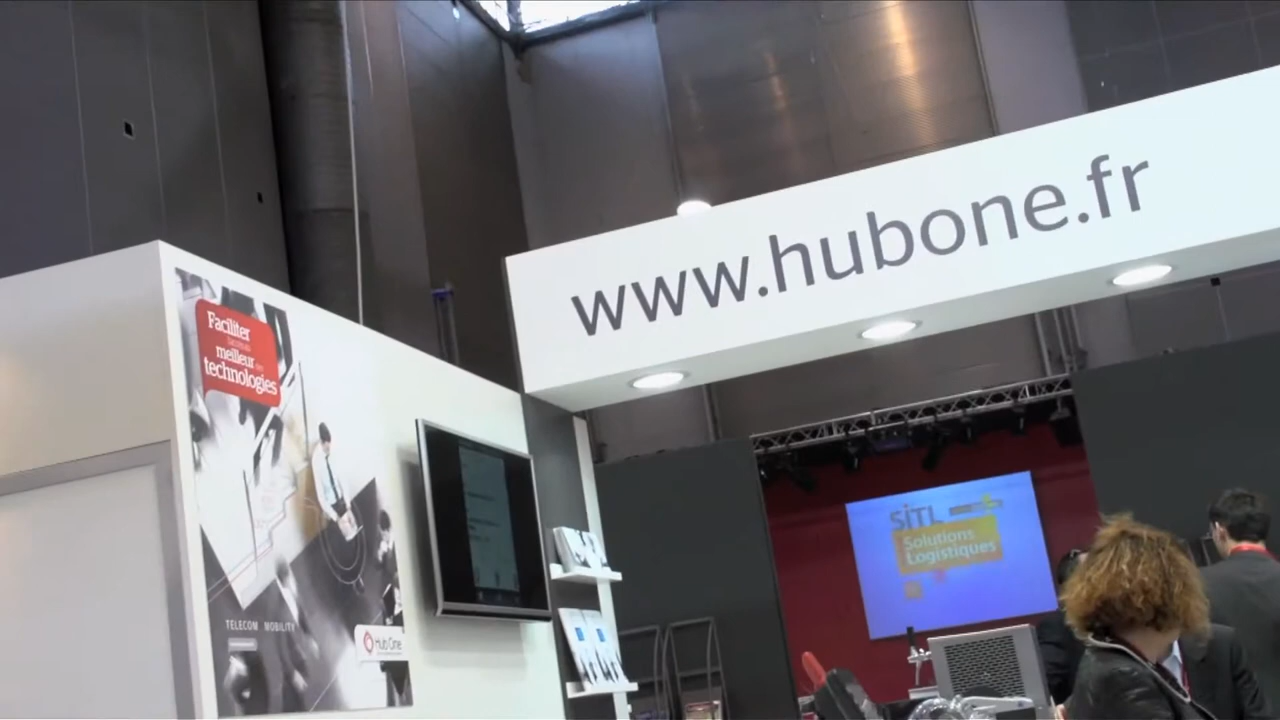 www.hubone.fr
Faciliter
meilleur
technologies
TELECOM MOBILITY
Hub One
SiTL
Solutions
Logistiques